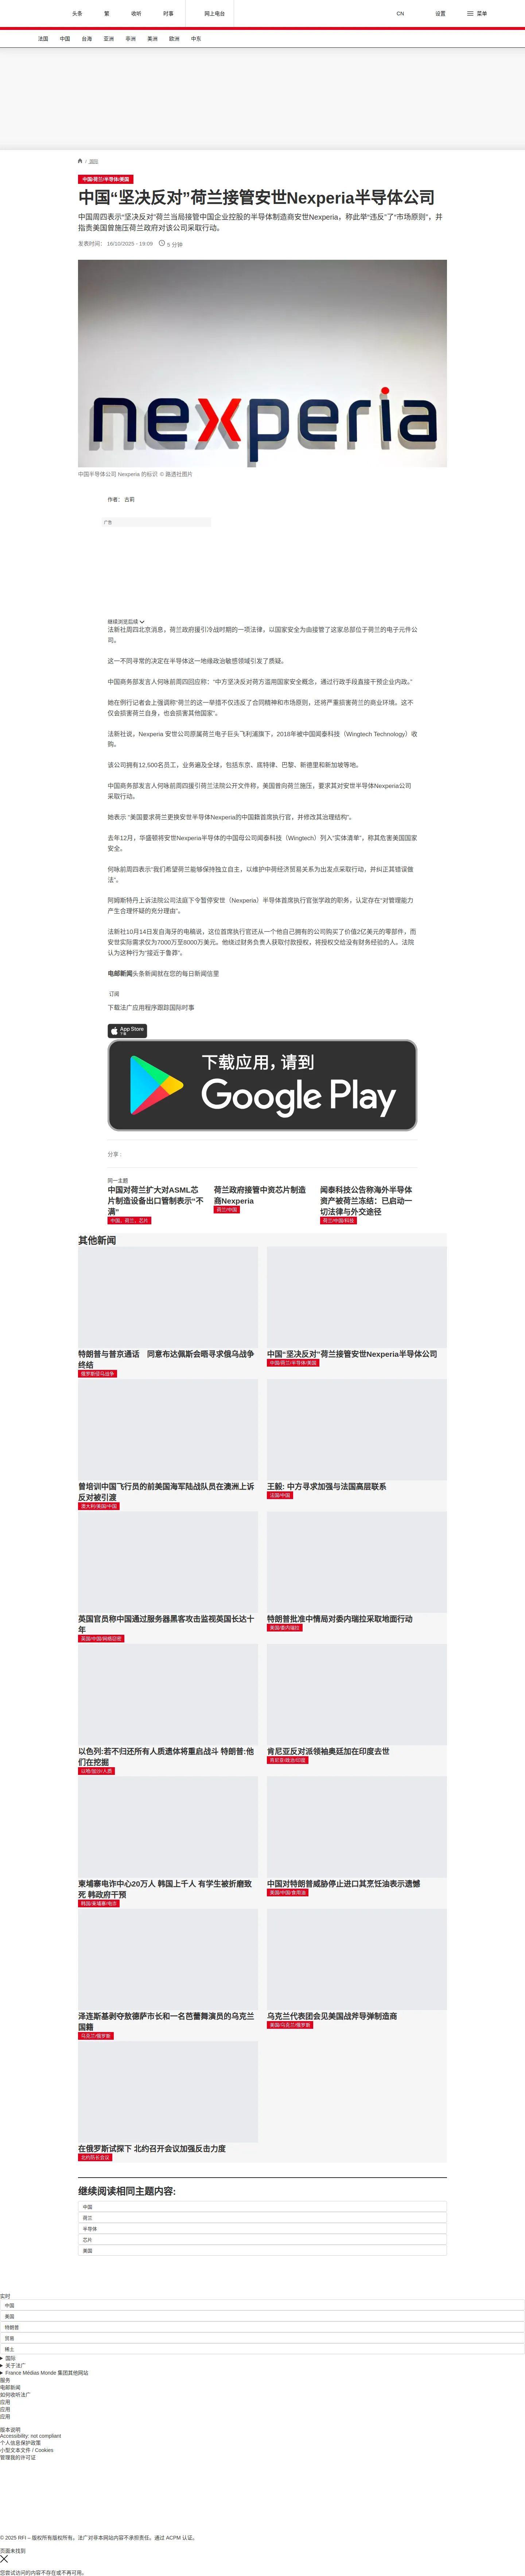 头条
繁
收听
时事
网上电台
CN
设置
菜单
法国
中国
台海
亚洲
非洲
美洲
欧洲
中东
/ 国际
中国/荷兰/半导体/美国
中国“坚决反对”荷兰接管安世Nexperia半导体公司
中国周四表示“坚决反对”荷兰当局接管中国企业控股的半导体制造商安世Nexperia，称此举“违反”了“市场原则”，并
指责美国曾施压荷兰政府对该公司采取行动。
发表时间： 16/10/2025 - 19:09
5 分钟
nexperia
中国半导体公司 Nexperia 的标识 © 路透社图片
作者： 古莉
广告
继续浏览后续
法新社周四北京消息，荷兰政府援引冷战时期的一项法律，以国家安全为由接管了这家总部位于荷兰的电子元件公
司。
这一不同寻常的决定在半导体这一地缘政治敏感领域引发了质疑。
中国商务部发言人何咏前周四回应称：“中方坚决反对荷方滥用国家安全概念，通过行政手段直接干预企业内政。”
她在例行记者会上强调称“荷兰的这一举措不仅违反了合同精神和市场原则，还将严重损害荷兰的商业环境。这不
仅会损害荷兰自身，也会损害其他国家”。
法新社说，Nexperia 安世公司原属荷兰电子巨头飞利浦旗下，2018年被中国闻泰科技（Wingtech Technology）收
购。
该公司拥有12,500名员工，业务遍及全球，包括东京、底特律、巴黎、新德里和新加坡等地。
中国商务部发言人何咏前周四援引荷兰法院公开文件称，美国曾向荷兰施压，要求其对安世半导体Nexperia公司
采取行动。
她表示 “美国要求荷兰更换安世半导体Nexperia的中国籍首席执行官，并修改其治理结构”。
去年12月，华盛顿将安世Nexperia半导体的中国母公司闻泰科技（Wingtech）列入“实体清单”，称其危害美国国家
安全。
何咏前周四表示“我们希望荷兰能够保持独立自主，以维护中荷经济贸易关系为出发点采取行动，并纠正其错误做
法”。
阿姆斯特丹上诉法院公司法庭下令暂停安世（Nexperia）半导体首席执行官张学政的职务，认定存在“对管理能力
产生合理怀疑的充分理由”。
法新社10月14日发自海牙的电稿说，这位首席执行官还从一个他自己拥有的公司购买了价值2亿美元的零部件，而
安世实际需求仅为7000万至8000万美元。他绕过财务负责人获取付款授权，将授权交给没有财务经验的人。法院
认为这种行为“接近于鲁莽”。
电邮新闻头条新闻就在您的每日新闻信里
订阅
下载法广应用程序跟踪国际时事
App Store
下载
下载应用，请到
Google Play
分享 :
同一主题
中国对荷兰扩大对ASML芯
片制造设备出口管制表示“不
满”
中国，荷兰，芯片
荷兰政府接管中资芯片制造
商Nexperia
荷兰/中国
闻泰科技公告称海外半导体
资产被荷兰冻结：已启动一
切法律与外交途径
荷兰/中国/科技
其他新闻
特朗普与普京通话　同意布达佩斯会晤寻求俄乌战争
终结
俄罗斯侵乌战争
中国“坚决反对”荷兰接管安世Nexperia半导体公司
中国/荷兰/半导体/美国
曾培训中国飞行员的前美国海军陆战队员在澳洲上诉
反对被引渡
澳大利/美国/中国
王毅: 中方寻求加强与法国高层联系
法国/中国
英国官员称中国通过服务器黑客攻击监视英国长达十
年
英国/中国/网络窃密
特朗普批准中情局对委内瑞拉采取地面行动
美国/委内瑞拉
以色列:若不归还所有人质遗体将重启战斗 特朗普:他
们在挖掘
以哈/加沙/人质
肯尼亚反对派领袖奥廷加在印度去世
肯尼亚/政治/印度
柬埔寨电诈中心20万人 韩国上千人 有学生被折磨致
死 韩政府干预
韩国/柬埔寨/电诈
中国对特朗普威胁停止进口其烹饪油表示遗憾
美国/中国/食用油
泽连斯基剥夺敖德萨市长和一名芭蕾舞演员的乌克兰
国籍
乌克兰/俄罗斯
乌克兰代表团会见美国战斧导弹制造商
美国/乌克兰/俄罗斯
在俄罗斯试探下 北约召开会议加强反击力度
北约防长会议
继续阅读相同主题内容:
中国
荷兰
半导体
芯片
美国
实时
中国
美国
特朗普
贸易
稀土
国际
关于法广
France Médias Monde 集团其他网站
服务
电邮新闻
如何收听法广
应用
应用
应用
版本说明
Accessibility: not compliant
个人信息保护政策
小型文本文件 / Cookies
管理我的许可证
© 2025 RFI – 版权所有版权所有。法广对非本网站内容不承担责任。通过 ACPM 认证。
页面未找到
您尝试访问的内容不存在或不再可用。